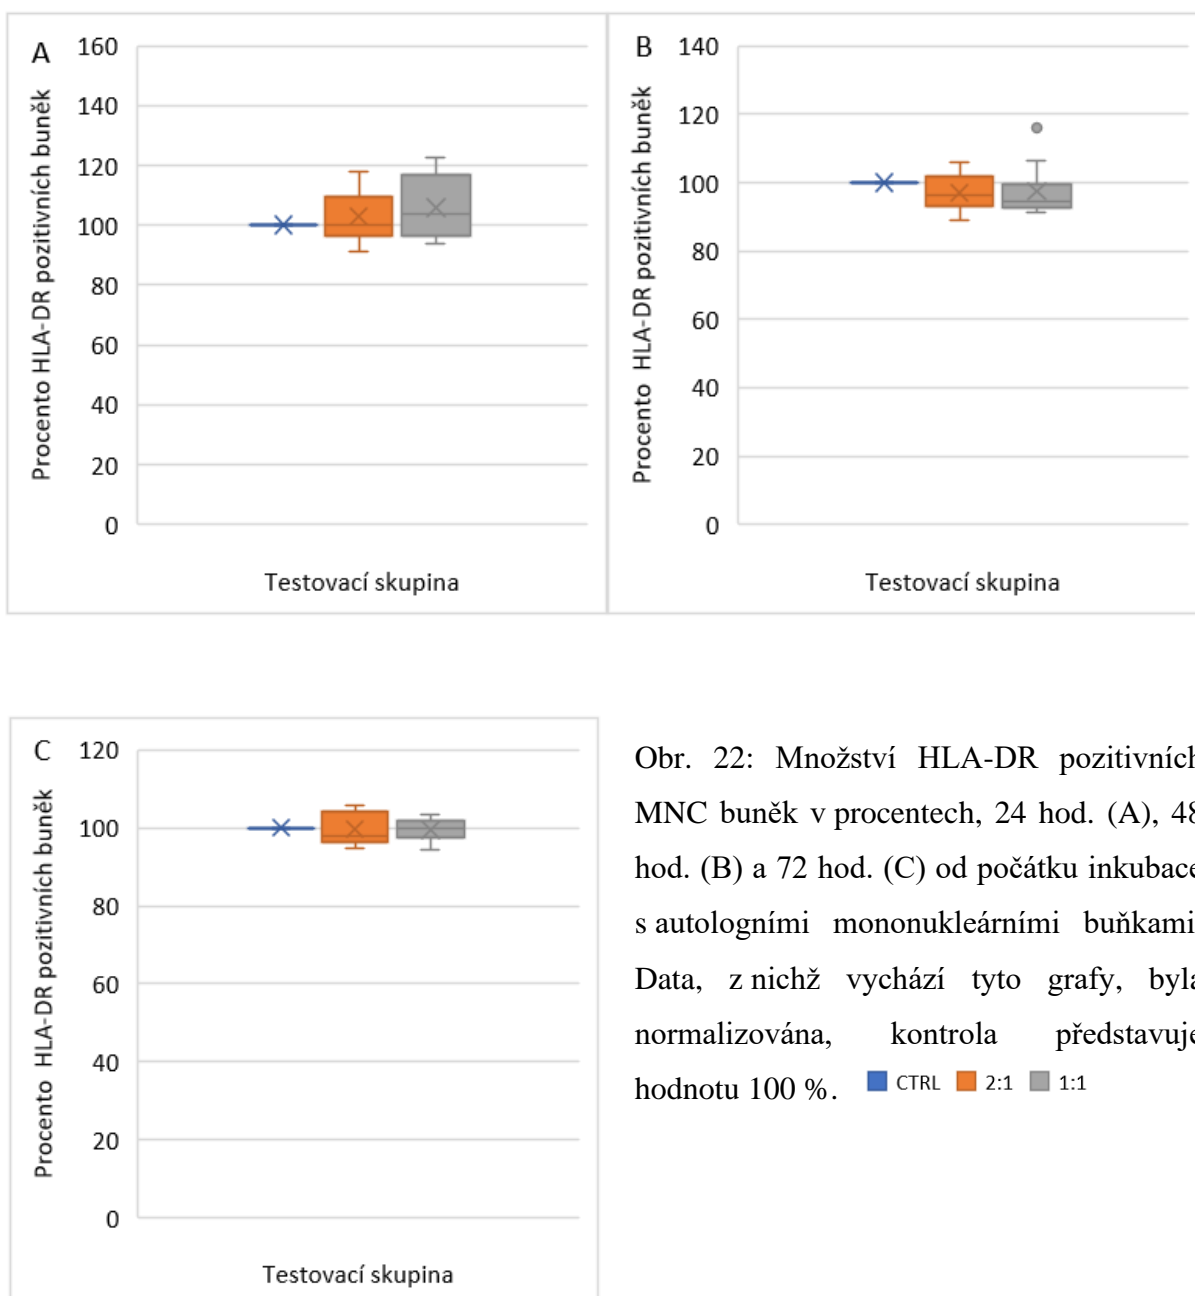 A
160
140
120
100
80
60
40
20
0
Procento HLA-DR pozitivních buněk
Testovací skupina
B
140
120
100
80
60
40
20
0
Procento HLA-DR pozitivních buněk
Testovací skupina
C
120
100
80
60
40
20
0
Procento HLA-DR pozitivních buněk
Testovací skupina
Obr. 22: Množství HLA-DR pozitivních
MNC buněk v procentech, 24 hod. (A), 48
hod. (B) a 72 hod. (C) od počátku inkubace
s autologními mononukleárními buňkami
Data, z nichž vychází tyto grafy, byla
normalizována, kontrola představuje
hodnotu 100 %. CTRL 2:1 1:1